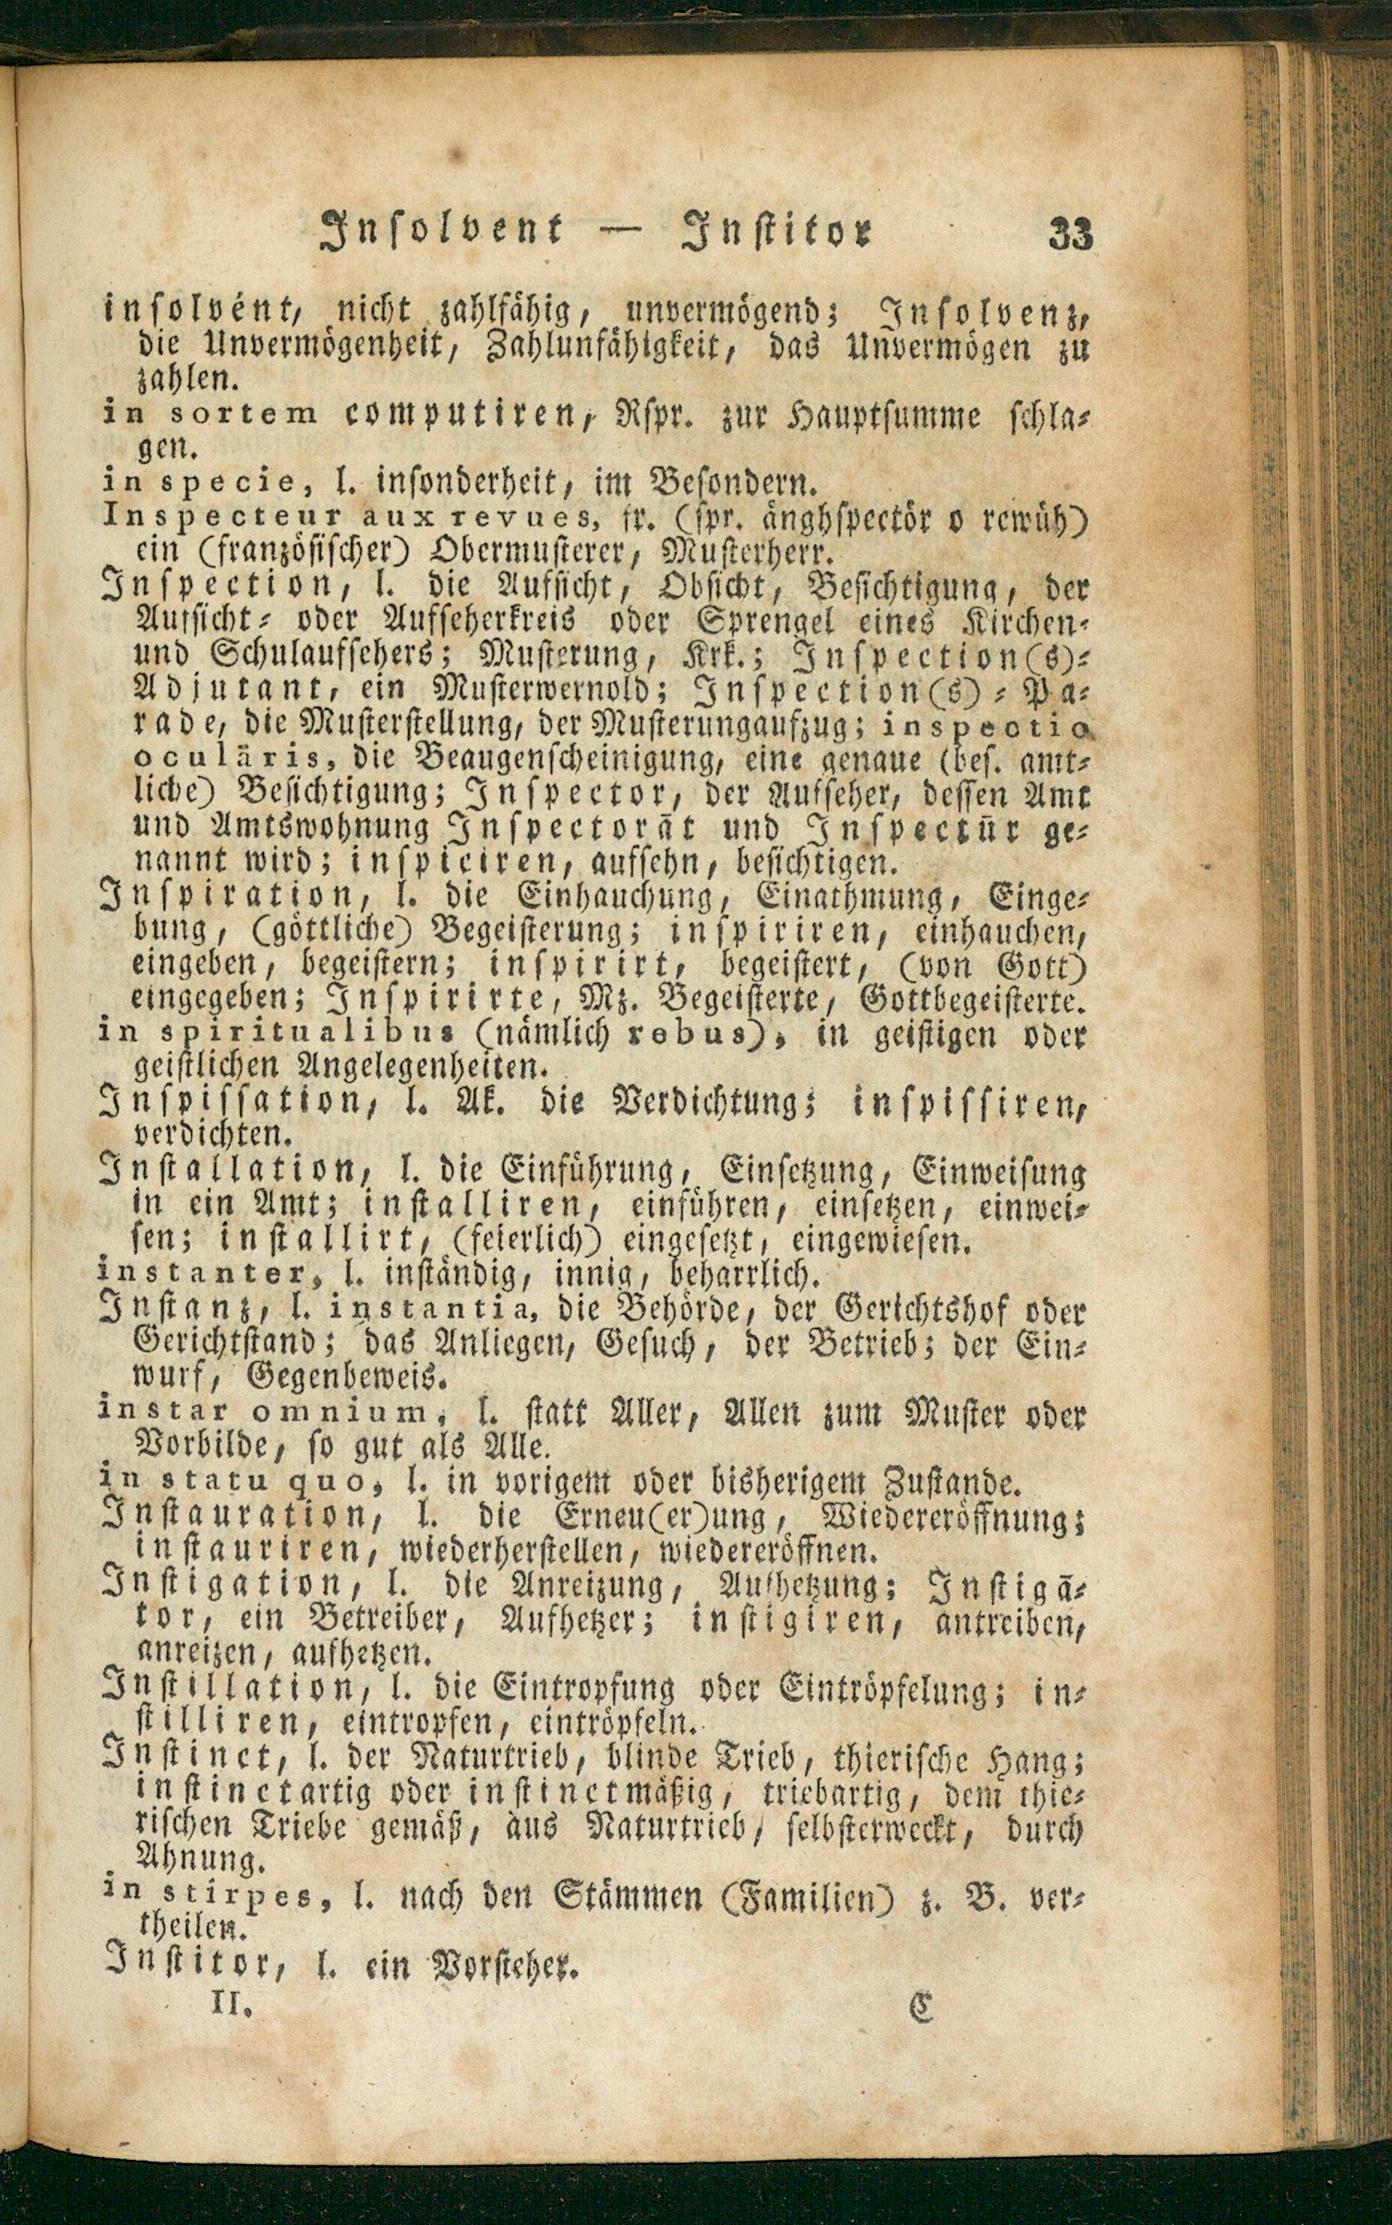 Insolvent — Institor 33
insolvént, nicht zahlfähig, unvermögend; Insolvenz,
die Unvermögenheit, Zahlunfähigkeit, das Unvermögen zu
zahlen.
in sortem computiren, Rspr. zur Hauptsumme schla-
gen.
in specie, l. insonderheit, im Besondern.
Inspecteur aux revues, fr. (spr. änghspectör o rewüh)
ein (französischer) Obermusterer, Musterherr.
Inspection, l. die Aufsicht, Obsicht, Besichtigung, der
Aufsicht- oder Aufseherkreis oder Sprengel eines Kirchen-
und Schulaufsehers; Musterung, Krk.; Inspection(s)-
Adjutant, ein Musterwernold; Inspection(s)-Pa-
rade, die Musterstellung, der Musterungaufzug; inspectio
oculāris, die Beaugenscheinigung, eine genaue (bes. amt-
liche) Besichtigung; Inspector, der Aufseher, dessen Amt
und Amtswohnung Inspectorāt und Inspectūr ge-
nannt wird; inspiciren, aufsehn, besichtigen.
Inspiration, l. die Einhauchung, Einathmung, Einge-
bung, (göttliche) Begeisterung; inspiriren, einhauchen,
eingeben, begeistern; inspirirt, begeistert, (von Gott)
eingegeben; Inspirirte, Mz. Begeisterte, Gottbegeisterte.
in spiritualibus (nämlich rebus), in geistigen oder
geistlichen Angelegenheiten.
Inspissation, l. Ak. die Verdichtung; inspissiren,
verdichten.
Installation, l. die Einführung, Einsetzung, Einweisung
in ein Amt; installiren, einführen, einsetzen, einwei-
sen; installirt, (feierlich) eingesetzt, eingewiesen.
instanter, l. inständig, innig, beharrlich.
Instanz, l. instantia, die Behörde, der Gerichtshof oder
Gerichtstand; das Anliegen, Gesuch, der Betrieb; der Ein-
wurf, Gegenbeweis.
instar omnium, l. statt Aller, Allen zum Muster oder
Vorbilde, so gut als Alle.
in statu quo, l. in vorigem oder bisherigem Zustande.
Instauration, l. die Erneu(er)ung, Wiedereröffnung;
instauriren, wiederherstellen, wiedereröffnen.
Instigation, l. die Anreizung, Aufhetzung; Instigā-
tor, ein Betreiber, Aufhetzer; instigiren, antreiben,
anreizen, aufhetzen.
Instillation, l. die Eintropfung oder Eintröpfelung; in-
stilliren, eintropfen, eintröpfeln.
Instinct, l. der Naturtrieb, blinde Trieb, thierische Hang;
instinctartig oder instinctmäßig, triebartig, dem thie-
rischen Triebe gemäß, aus Naturtrieb, selbsterweckt, durch
Ahnung.
in stirpes, l. nach den Stämmen (Familien) z. B. ver-
theilen.
Institor, l. ein Vorsteher.
II. C